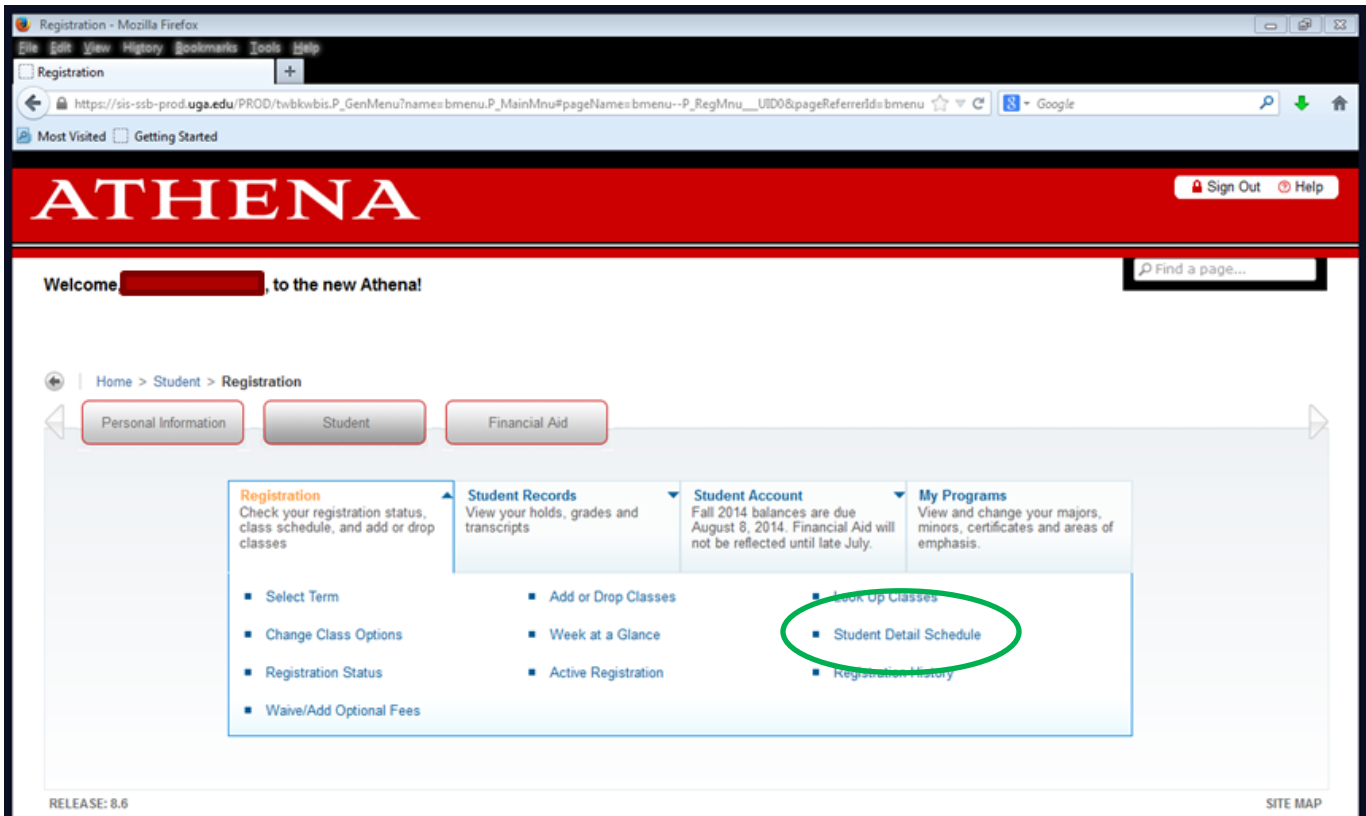 Registration - Mozilla Firefox
File Edit View History Bookmarks Tools Help
Registration +
https://sis-ssb-prod.uga.edu/PROD/twbkwbis.P_GenMenu?name=bmenu.P_MainMnu#pageName=bmenu--P_RegMnu__UID0&pageReferrerId=bmenu 8 Google
Most Visited Getting Started
ATHENA
Sign Out Help
Find a page...
Welcome, , to the new Athena!
Home > Student > Registration
Personal Information Student Financial Aid
Registration
Check your registration status,
class schedule, and add or drop
classes
Student Records
View your holds, grades and
transcripts
Student Account
Fall 2014 balances are due
August 8, 2014. Financial Aid will
not be reflected until late July.
My Programs
View and change your majors,
minors, certificates and areas of
emphasis.
Select Term Add or Drop Classes Look Up Classes
Change Class Options Week at a Glance Student Detail Schedule
Registration Status Active Registration Registration History
Waive/Add Optional Fees
RELEASE: 8.6 SITE MAP